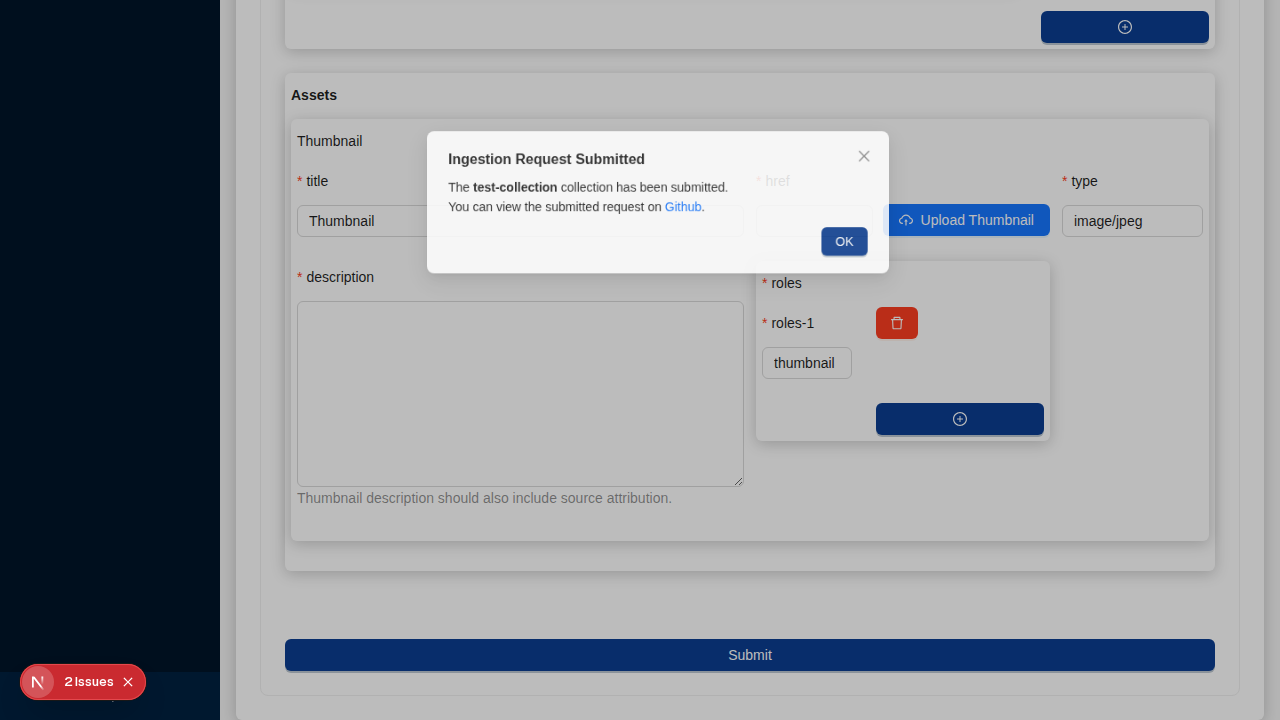 Assets
Thumbnail
* title
* href
* type
Thumbnail
Upload Thumbnail
image/jpeg
Ingestion Request Submitted
The test-collection collection has been submitted.
You can view the submitted request on Github.
OK
* description
* roles
* roles-1
thumbnail
Thumbnail description should also include source attribution.
Submit
N
2 Issues